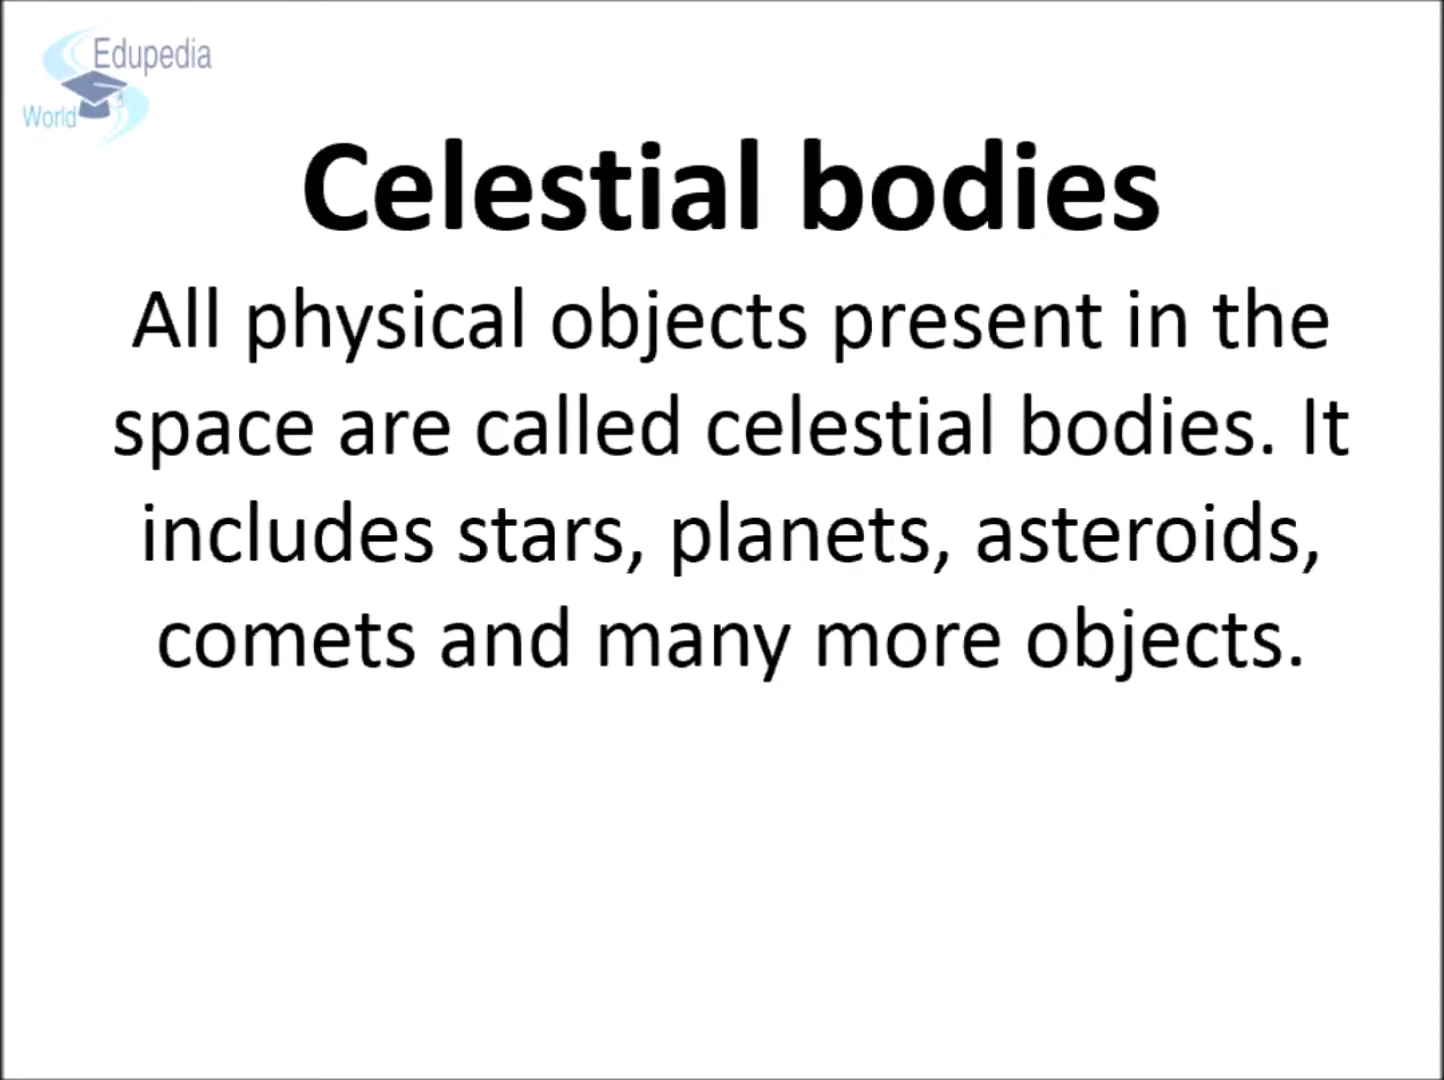 Edupedia
World
Celestial bodies
All physical objects present in the
space are called celestial bodies. It
includes stars, planets, asteroids,
comets and many more objects.